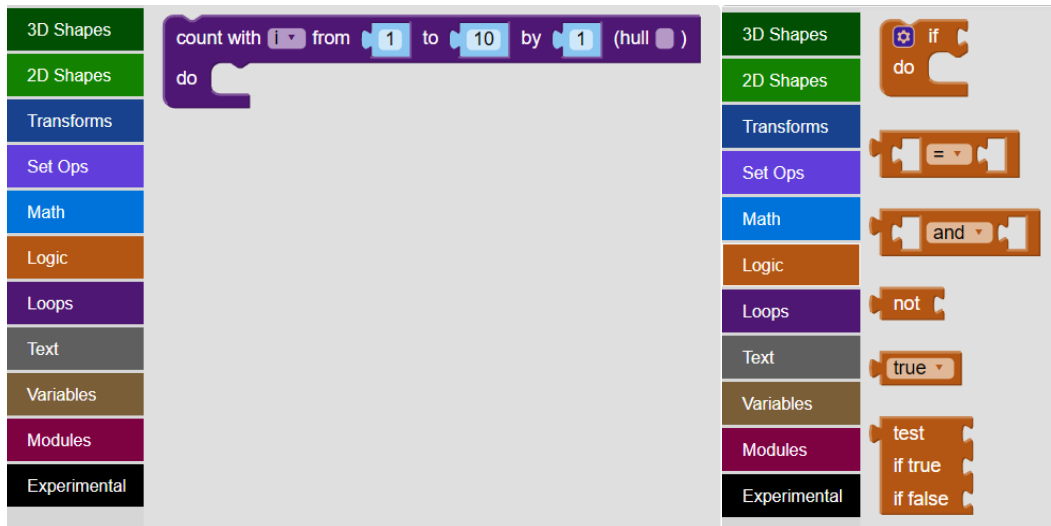 3D Shapes
2D Shapes
Transforms
Set Ops
Math
Logic
Loops
Text
Variables
Modules
Experimental
count with i from 1 to 10 by 1 (hull )
do
3D Shapes
2D Shapes
Transforms
Set Ops
Math
Logic
Loops
Text
Variables
Modules
Experimental
if
do
=
and
not
true
test
if true
if false